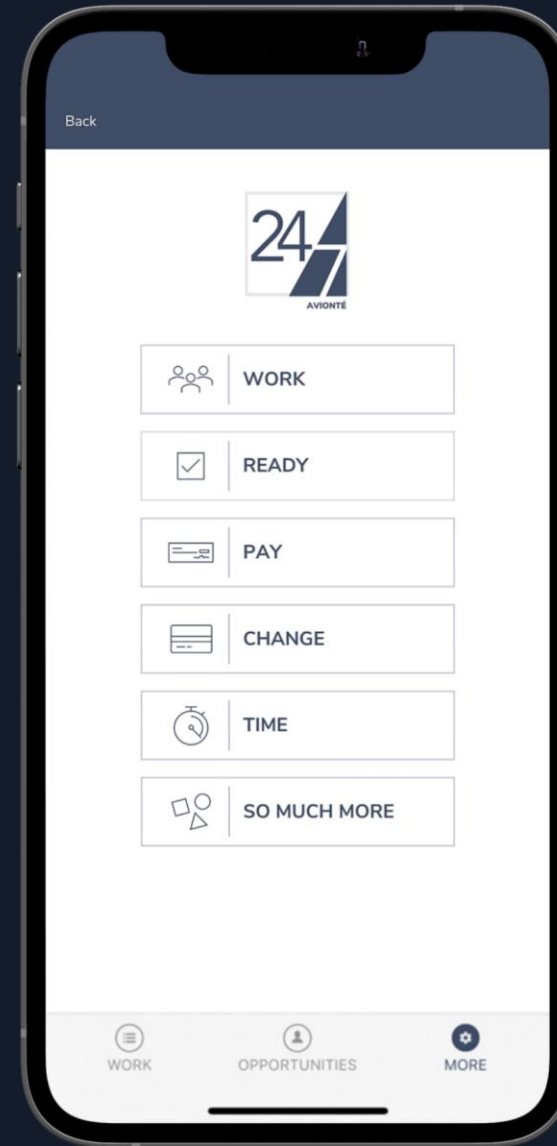 Back
24
7
AVIONTÉ
WORK
READY
PAY
CHANGE
TIME
SO MUCH MORE
WORK
OPPORTUNITIES
MORE